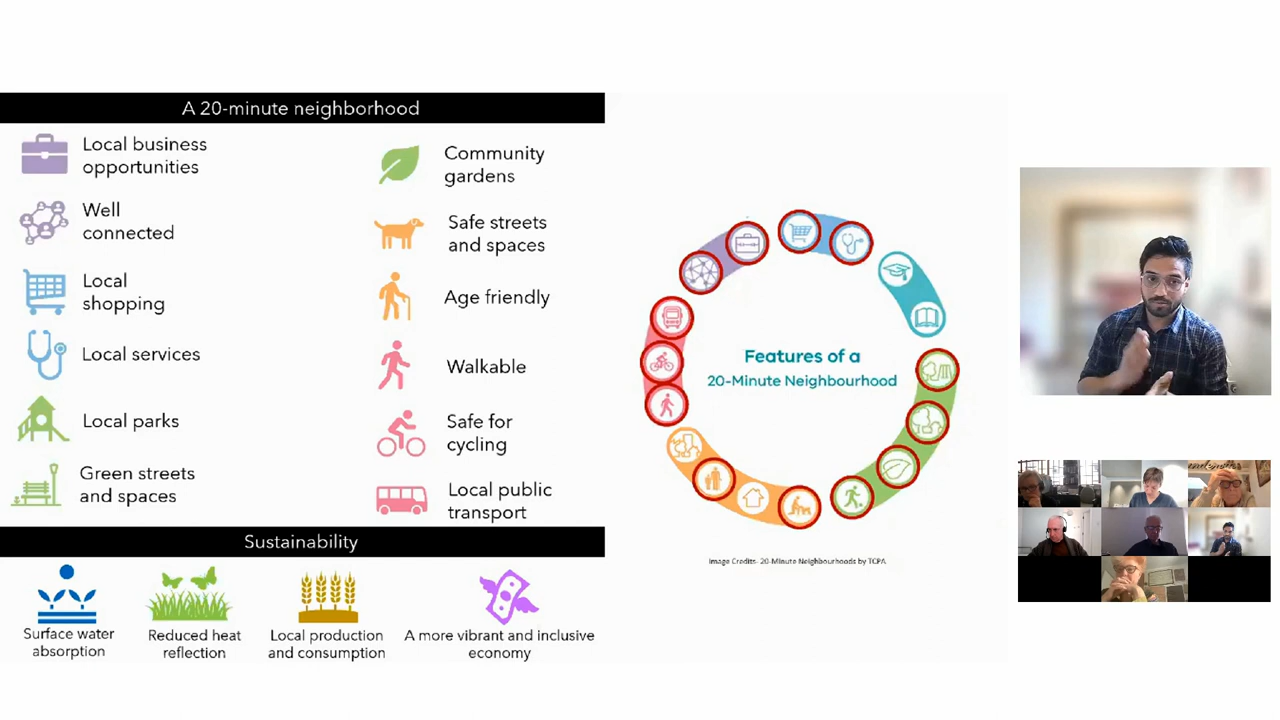 A 20-minute neighborhood
Local business
opportunities
Well
connected
Local
shopping
Local services
Local parks
Green streets
and spaces
Community
gardens
Safe streets
and spaces
Age friendly
Walkable
Safe for
cycling
Local public
transport
Sustainability
Surface water
absorption
Reduced heat
reflection
Local production
and consumption
A more vibrant and inclusive
economy
Features of a
20-Minute Neighbourhood
Image Credits- 20-Minute Neighbourhoods by TCPA